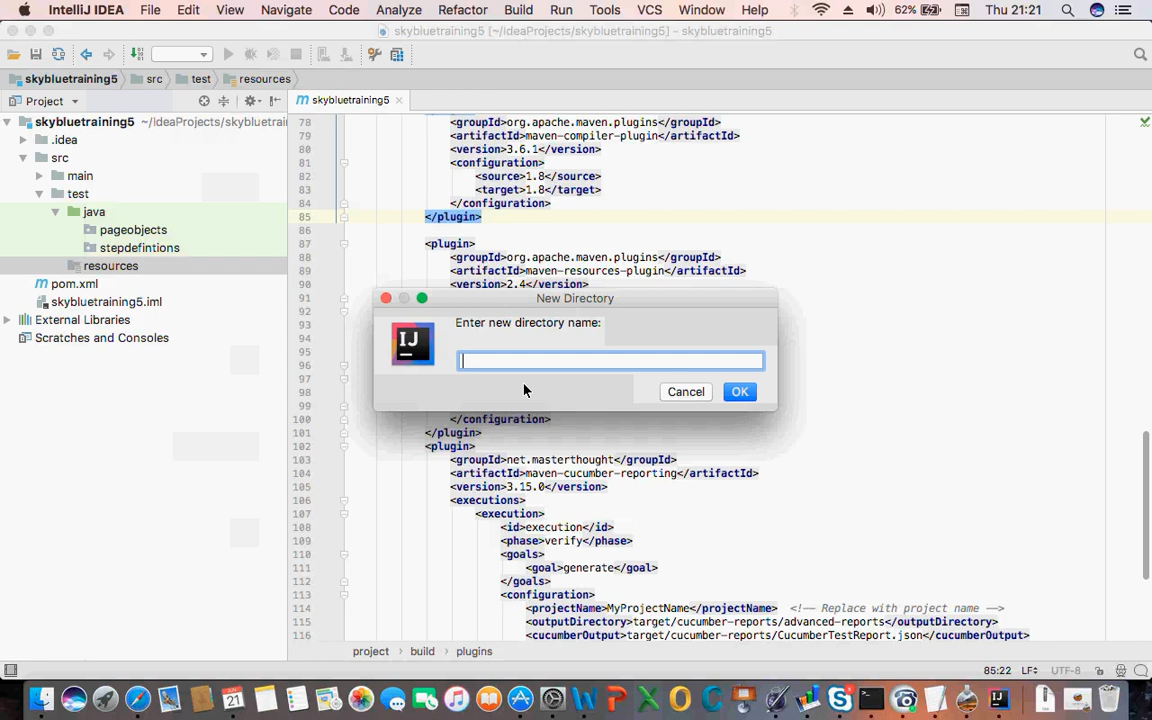 IntelliJ IDEA File Edit View Navigate Code Analyze Refactor Build Run Tools VCS Window Help 62% Thu 21:21
skybluetraining5 [~/IdeaProjects/skybluetraining5] - skybluetraining5
skybluetraining5 src test resources
Project
m skybluetraining5
skybluetraining5 ~/IdeaProjects/skybluetrai
.idea
src
main
test
java
pageobjects
stepdefintions
resources
m pom.xml
skybluetraining5.iml
External Libraries
Scratches and Consoles
78 <groupId>org.apache.maven.plugins</groupId>
79 <artifactId>maven-compiler-plugin</artifactId>
80 <version>3.6.1</version>
81 <configuration>
82 <source>1.8</source>
83 <target>1.8</target>
84 </configuration>
85 </plugin>
86
87 <plugin>
88 <groupId>org.apache.maven.plugins</groupId>
89 <artifactId>maven-resources-plugin</artifactId>
90 <version>2.4</version>
91
92
93
94
95
96
97
98
99
100 </configuration>
101 </plugin>
102 <plugin>
103 <groupId>net.masterthought</groupId>
104 <artifactId>maven-cucumber-reporting</artifactId>
105 <version>3.15.0</version>
106 <executions>
107 <execution>
108 <id>execution</id>
109 <phase>verify</phase>
110 <goals>
111 <goal>generate</goal>
112 </goals>
113 <configuration>
114 <projectName>MyProjectName</projectName> <!-- Replace with project name -->
115 <outputDirectory>target/cucumber-reports/advanced-reports</outputDirectory>
116 <cucumberOutput>target/cucumber-reports/CucumberTestReport.json</cucumberOutput>
New Directory
IJ
Enter new directory name:
Cancel OK
project build plugins
85:22 LF UTF-8